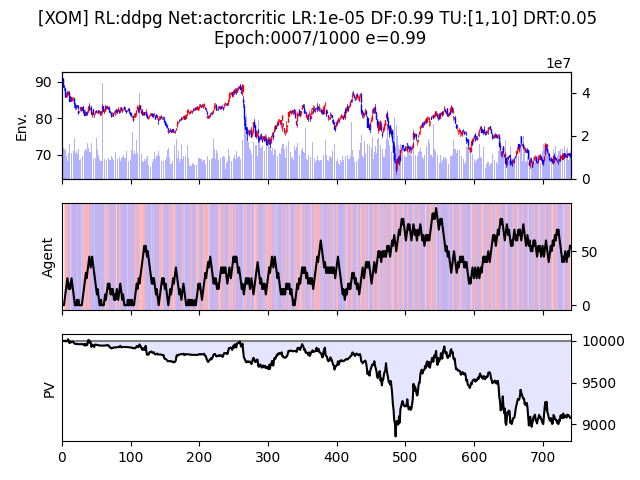 [XOM] RL:ddpg Net:actorcritic LR:1e-05 DF:0.99 TU:[1,10] DRT:0.05
Epoch:0007/1000 e=0.99
1e7
90
80
70
Env.
4
2
0
Agent
50
0
PV
10000
9500
9000
0 100 200 300 400 500 600 700